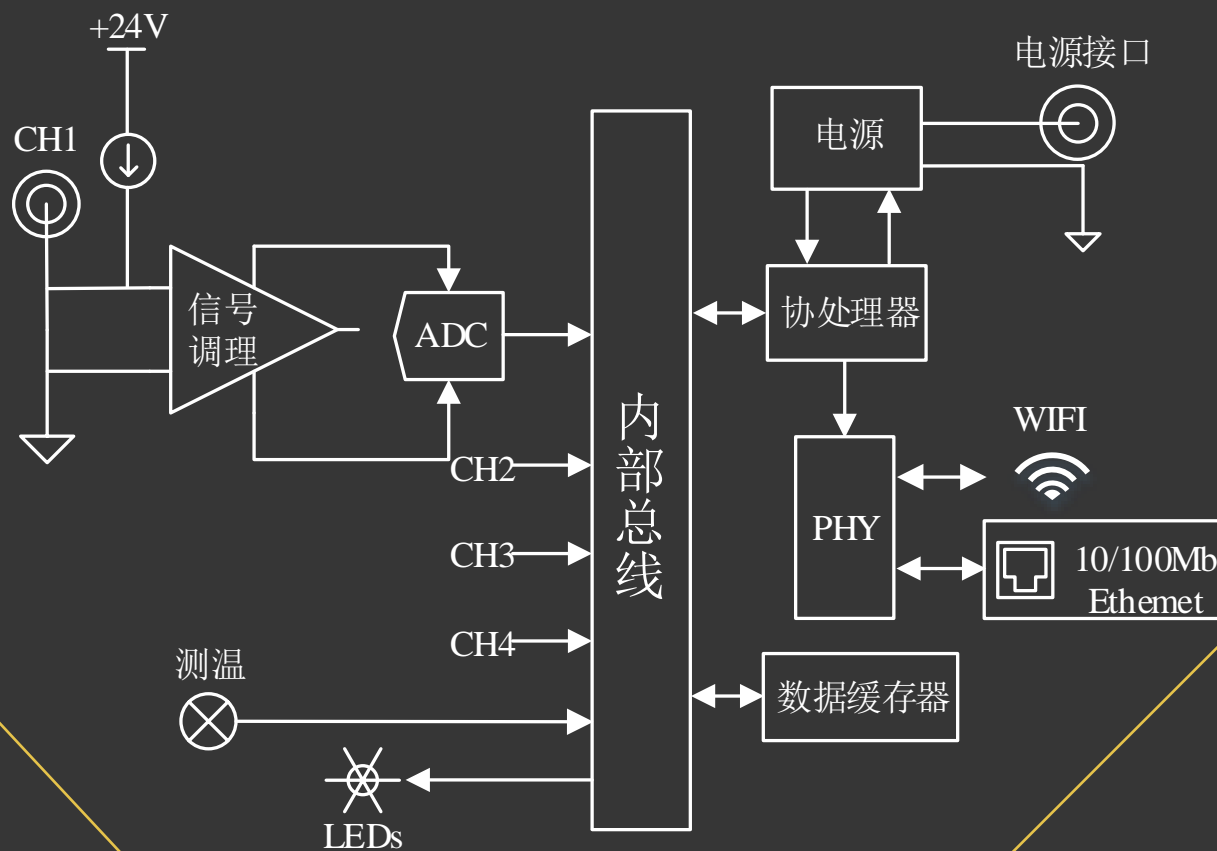 +24V
电源接口
CH1
电源
信号
调理
ADC
协处理器
内部总线
WIFI
CH2
PHY
CH3
10/100Mb
Ethemet
CH4
测温
数据缓存器
LEDs